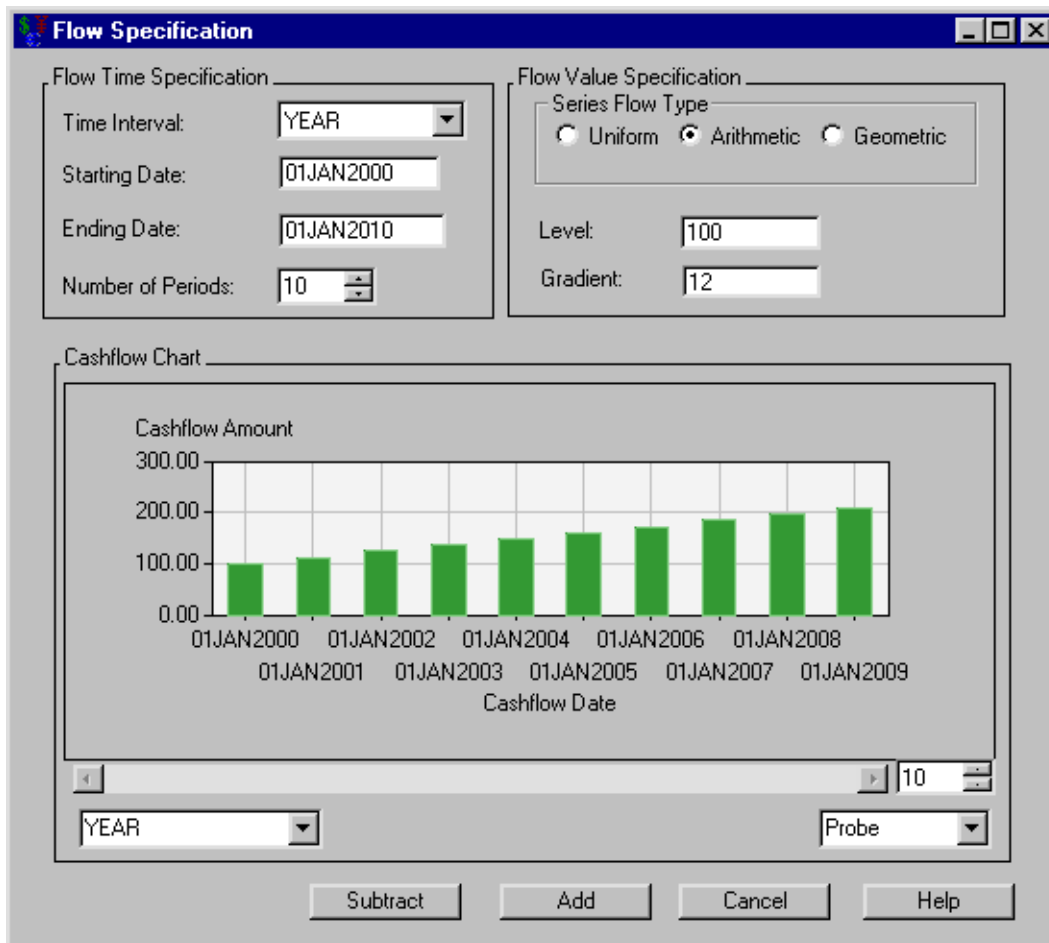 Flow Specification
Flow Time Specification
Time Interval: YEAR
Starting Date: 01JAN2000
Ending Date: 01JAN2010
Number of Periods: 10
Flow Value Specification
Series Flow Type
Uniform Arithmetic Geometric
Level: 100
Gradient: 12
Cashflow Chart
Cashflow Amount
300.00
200.00
100.00
0.00
01JAN2000 01JAN2002 01JAN2004 01JAN2006 01JAN2008
01JAN2001 01JAN2003 01JAN2005 01JAN2007 01JAN2009
Cashflow Date
10
YEAR Probe
Subtract Add Cancel Help